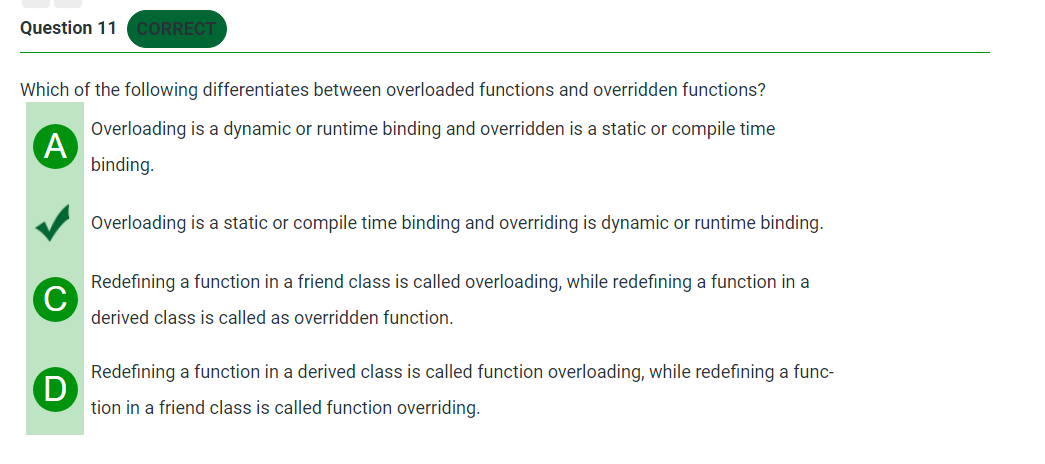 Question 11 CORRECT
Which of the following differentiates between overloaded functions and overridden functions?
A
Overloading is a dynamic or runtime binding and overridden is a static or compile time
binding.
Overloading is a static or compile time binding and overriding is dynamic or runtime binding.
C
Redefining a function in a friend class is called overloading, while redefining a function in a
derived class is called as overridden function.
D
Redefining a function in a derived class is called function overloading, while redefining a func-
tion in a friend class is called function overriding.